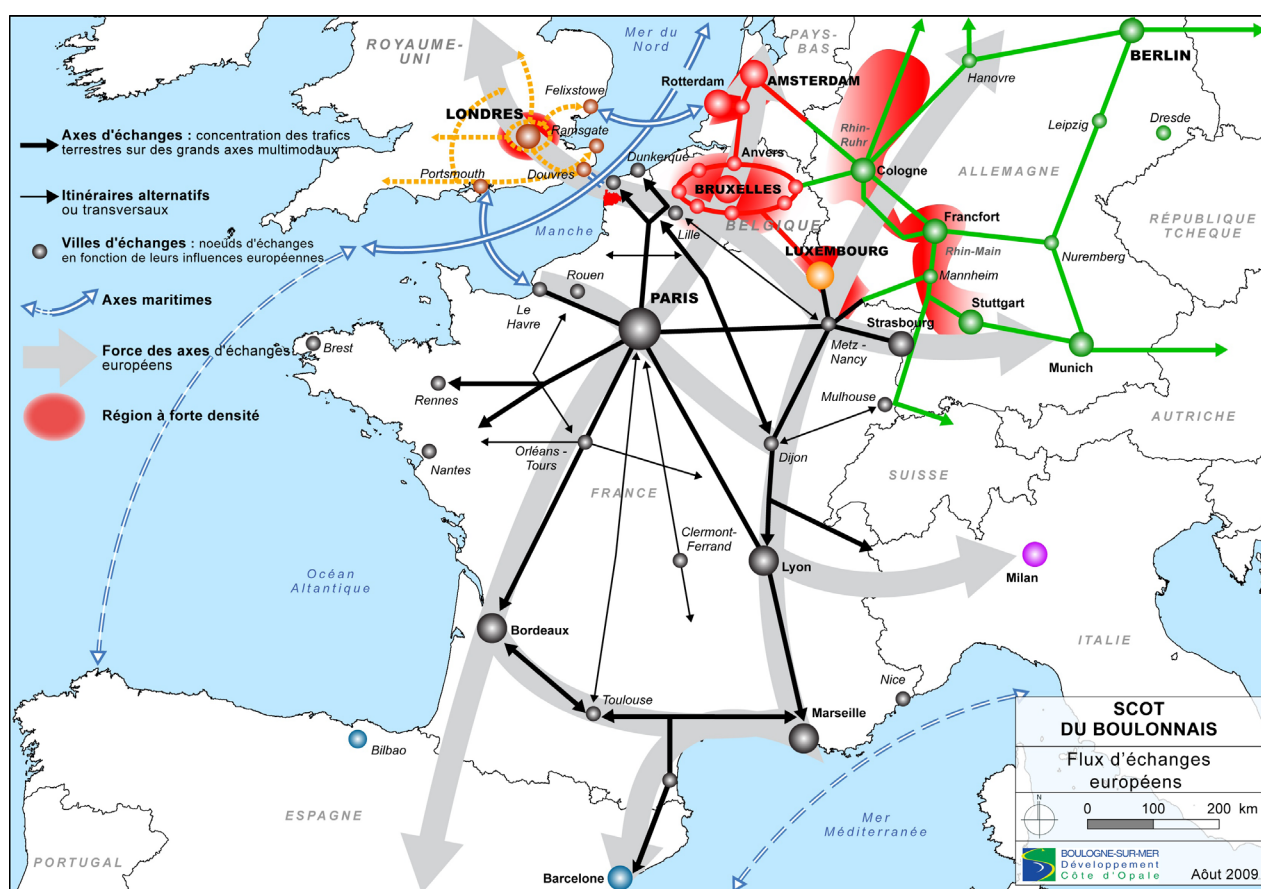 ROYAUME-
UNI
Mer du
Nord
PAYS-
BAS
BERLIN
Hanovre
AMSTERDAM
Rotterdam
Felixstowe
LONDRES
Ramsgate
Leipzig
Dresde
Axes d'échanges : concentration des trafics
terrestres sur des grands axes multimodaux
Rhin-
Ruhr
Dunkerque
Anvers
Portsmouth
Douvres
Cologne
ALLEMAGNE
BRUXELLES
Itinéraires alternatifs
ou transversaux
Manche
BELGIQUE
Francfort
RÉPUBLIQUE
TCHEQUE
Lille
Rhin-Main
Villes d'échanges : noeuds d'échanges
en fonction de leurs influences européennes
LUXEMBOURG
Nuremberg
Rouen
Mannheim
Axes maritimes
PARIS
Le
Havre
Stuttgart
Strasbourg
Brest
Metz -
Nancy
Force des axes d'échanges
européens
Munich
Rennes
Mulhouse
Région à forte densité
AUTRICHE
Orléans -
Tours
Dijon
Nantes
SUISSE
FRANCE
Clermont-
Ferrand
Lyon
Milan
Océan
Altantique
Bordeaux
ITALIE
Nice
Toulouse
Marseille
SCOT
DU BOULONNAIS
Bilbao
Flux d'échanges
européens
N
0 100 200 km
ESPAGNE
Mer
Méditerranée
PORTUGAL
Barcelone
BOULOGNE-SUR-MER
Développement
Côte d'Opale
Aôut 2009.